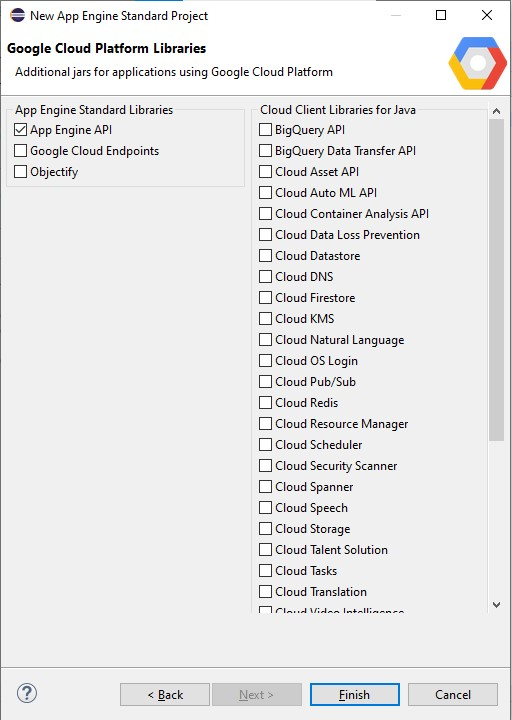 New App Engine Standard Project
Google Cloud Platform Libraries
Additional jars for applications using Google Cloud Platform
App Engine Standard Libraries
App Engine API
Google Cloud Endpoints
Objectify
Cloud Client Libraries for Java
BigQuery API
BigQuery Data Transfer API
Cloud Asset API
Cloud Auto ML API
Cloud Container Analysis API
Cloud Data Loss Prevention
Cloud Datastore
Cloud DNS
Cloud Firestore
Cloud KMS
Cloud Natural Language
Cloud OS Login
Cloud Pub/Sub
Cloud Redis
Cloud Resource Manager
Cloud Scheduler
Cloud Security Scanner
Cloud Spanner
Cloud Speech
Cloud Storage
Cloud Talent Solution
Cloud Tasks
Cloud Translation
Cloud Video Intelligence
?
< Back
Next >
Finish
Cancel